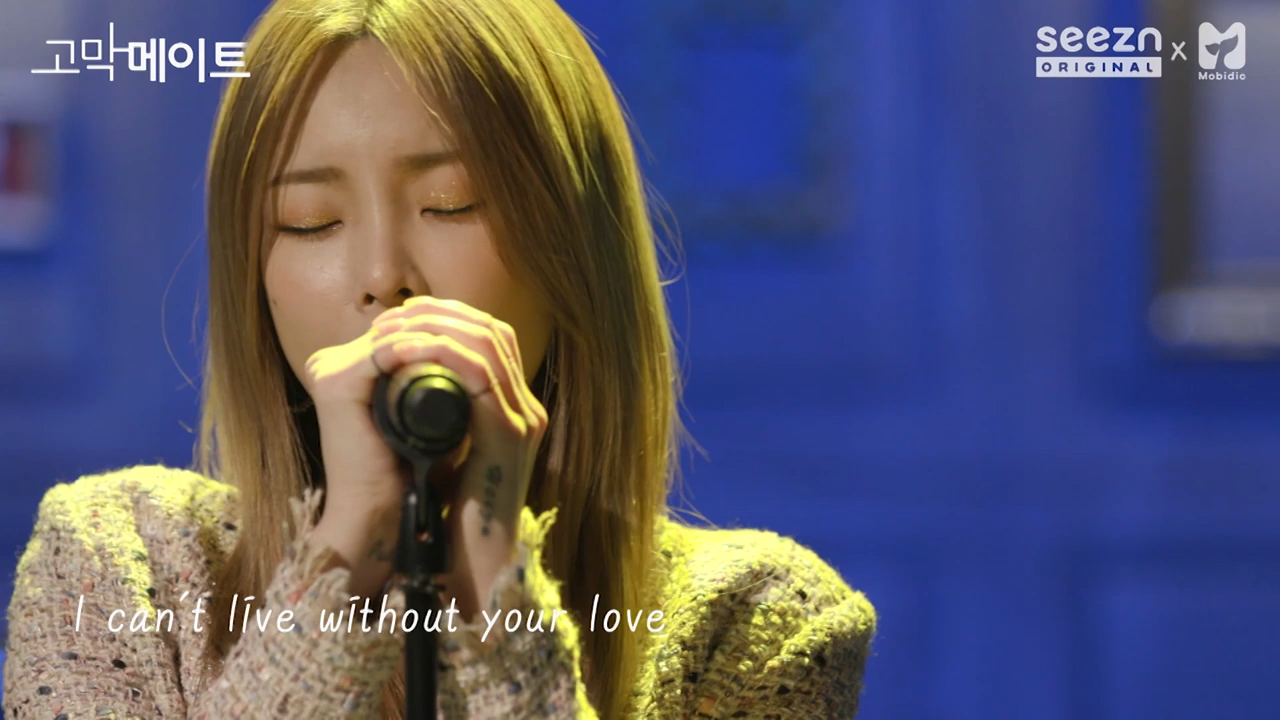 고막메이트
seezn
ORIGINAL
x
Mobidic
I can't live without your love